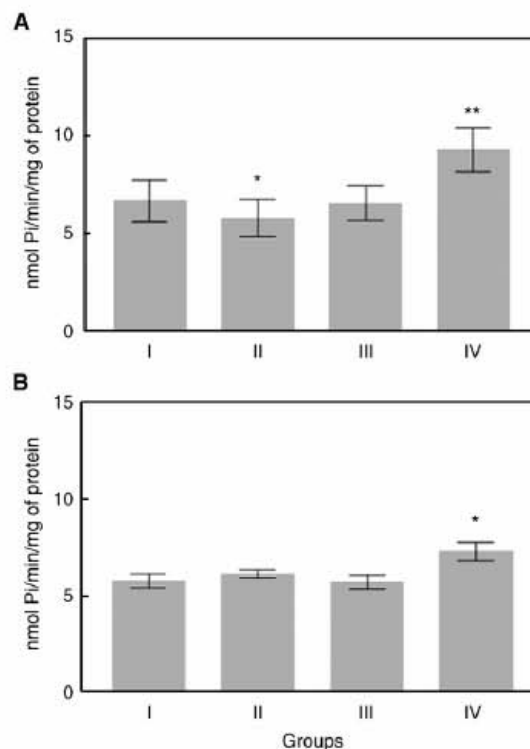 A
nmol Pi/min/mg of protein
15
10
5
0
*
**
I II III IV
B
nmol Pi/min/mg of protein
15
10
5
0
*
I II III IV
Groups